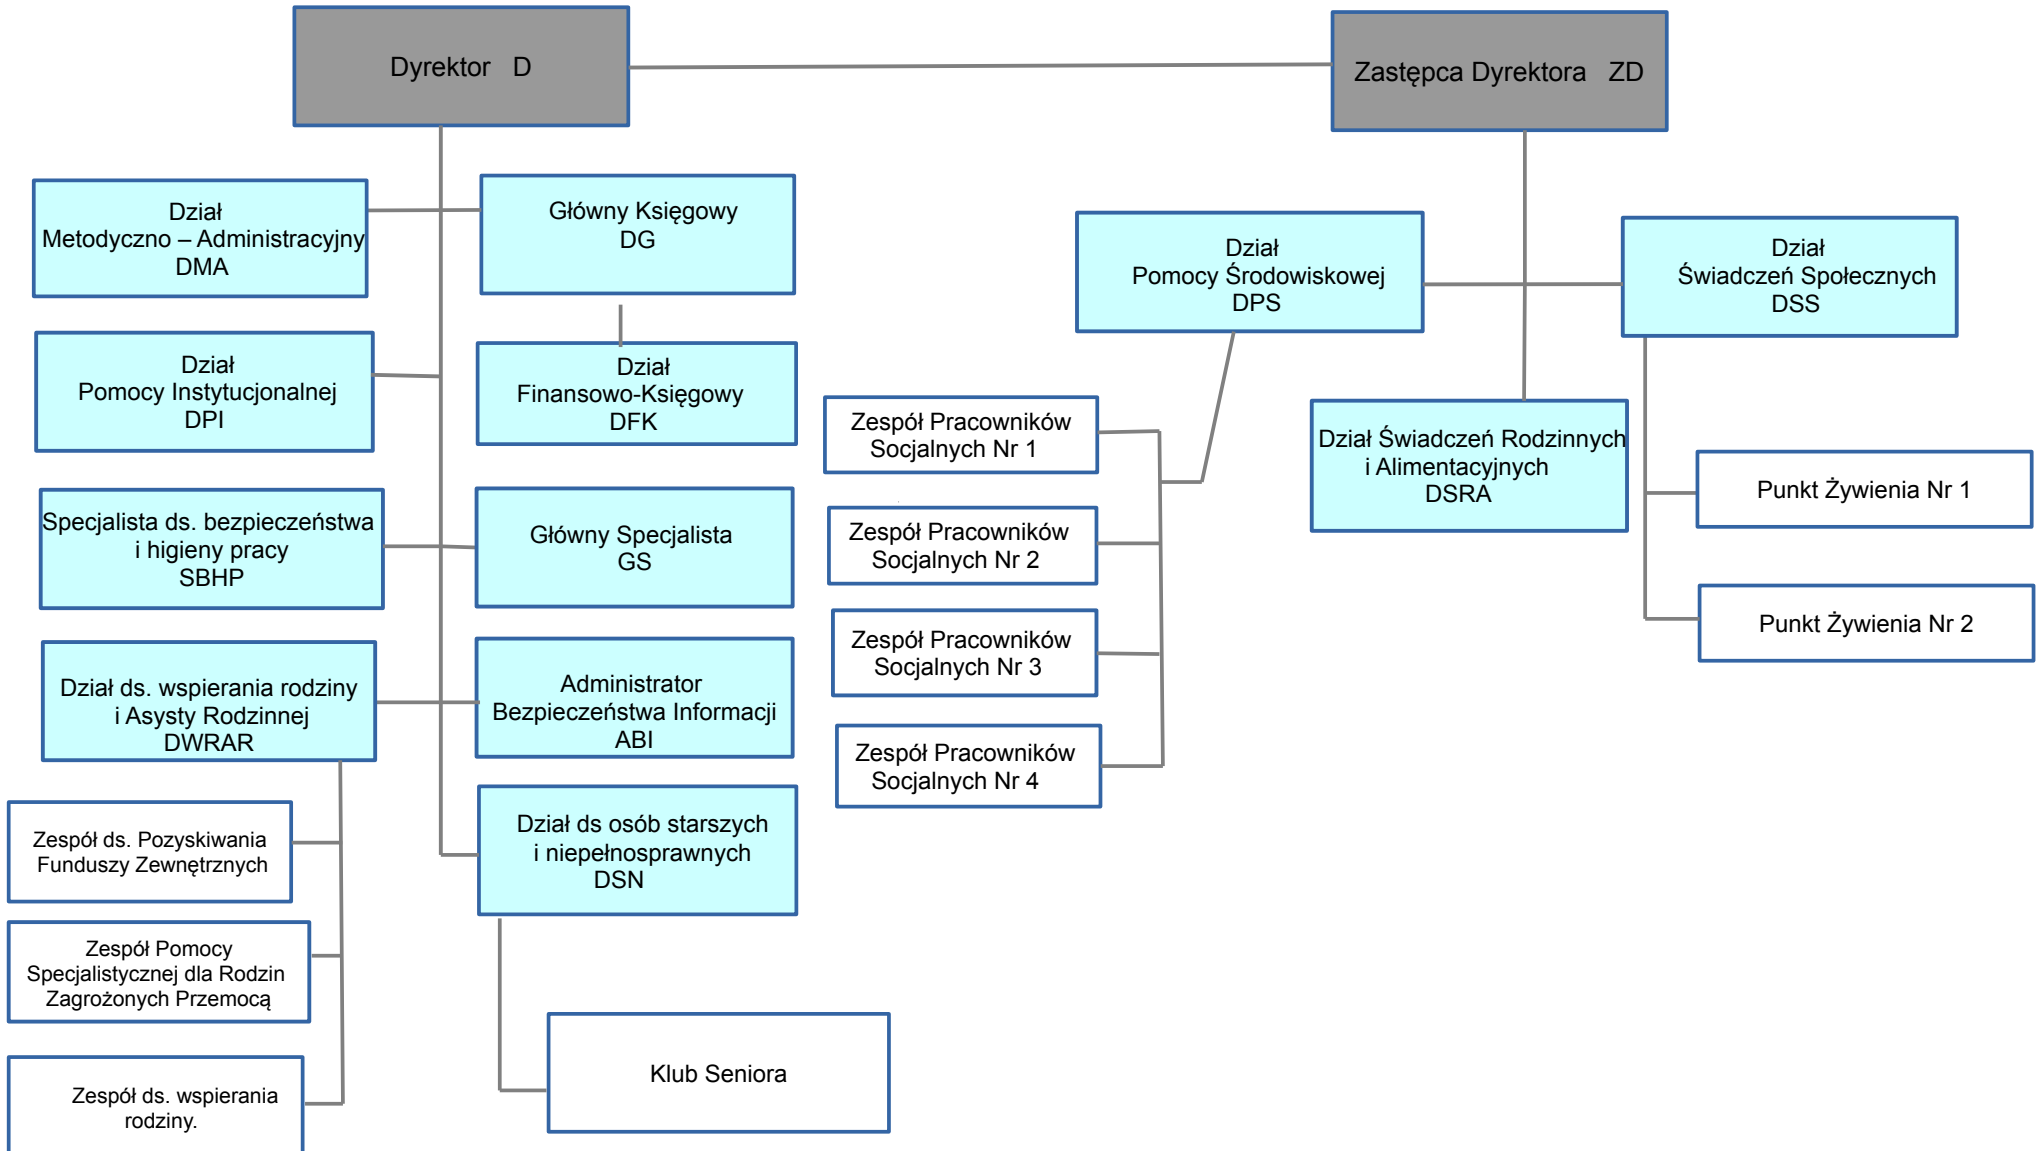 Dyrektor D
Zastępca Dyrektora ZD
Dział
Metodyczno – Administracyjny
DMA
Główny Księgowy
DG
Dział
Pomocy Środowiskowej
DPS
Dział
Świadczeń Społecznych
DSS
Dział
Pomocy Instytucjonalnej
DPI
Dział
Finansowo-Księgowy
DFK
Zespół Pracowników
Socjalnych Nr 1
Dział Świadczeń Rodzinnych
i Alimentacyjnych
DSRA
Punkt Żywienia Nr 1
Specjalista ds. bezpieczeństwa
i higieny pracy
SBHP
Główny Specjalista
GS
Zespół Pracowników
Socjalnych Nr 2
Punkt Żywienia Nr 2
Zespół Pracowników
Socjalnych Nr 3
Dział ds. wspierania rodziny
i Asysty Rodzinnej
DWRAR
Administrator
Bezpieczeństwa Informacji
ABI
Zespół Pracowników
Socjalnych Nr 4
Zespół ds. Pozyskiwania
Funduszy Zewnętrznych
Dział ds osób starszych
i niepełnosprawnych
DSN
Zespół Pomocy
Specjalistycznej dla Rodzin
Zagrożonych Przemocą
Klub Seniora
Zespół ds. wspierania
rodziny.